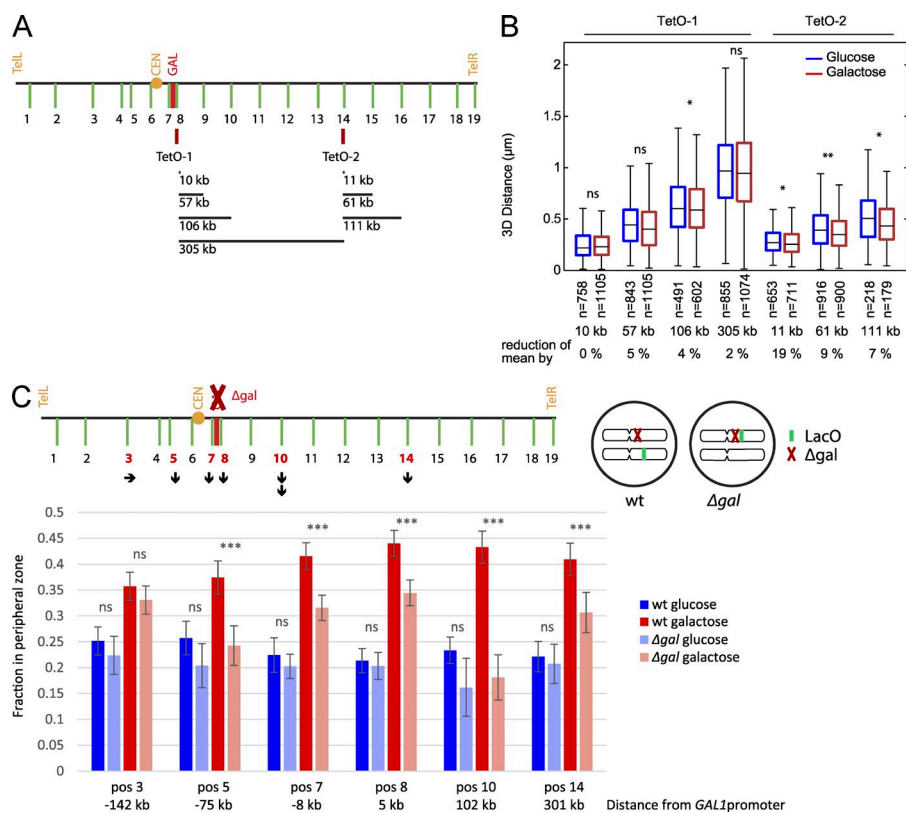 A
TelL
CEN
GAL
TelR
1 2 3 4 5 6 7 8 9 10 11 12 13 14 15 16 17 18 19
TetO-1 TetO-2
10 kb 11 kb
57 kb 61 kb
106 kb 111 kb
305 kb
B
TetO-1 TetO-2
Glucose
Galactose
3D Distance (µm)
2
1.5
1
0.5
0
ns ns * ns * ** *
n=758 n=1105 n=843 n=1105 n=491 n=602 n=855 n=1074 n=653 n=711 n=916 n=900 n=218 n=179
10 kb 57 kb 106 kb 305 kb 11 kb 61 kb 111 kb
reduction of
mean by
0 % 5 % 4 % 2 % 19 % 9 % 7 %
C
TelL
CEN
Δgal
TelR
1 2 3 4 5 6 7 8 9 10 11 12 13 14 15 16 17 18 19
wt Δgal
LacO
Δgal
Fraction in peripheral zone
0.5
0.45
0.4
0.35
0.3
0.25
0.2
0.15
0.1
0.05
0
ns ns
ns ***
ns ***
ns ***
ns ***
ns ***
wt glucose
wt galactose
Δgal glucose
Δgal galactose
pos 3 pos 5 pos 7 pos 8 pos 10 pos 14
-142 kb -75 kb -8 kb 5 kb 102 kb 301 kb Distance from GAL1promoter